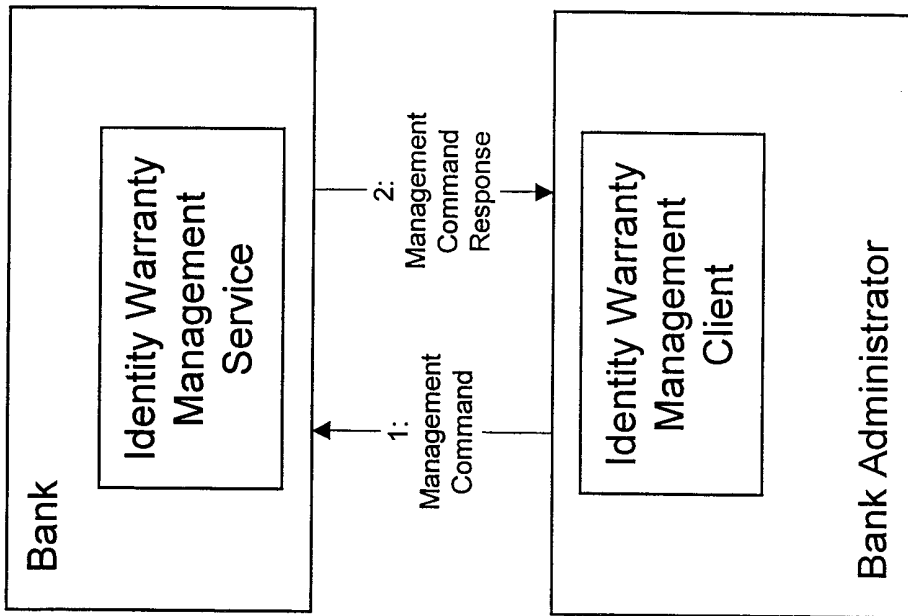 Bank
Identity Warranty
Management
Service
1:
Management
Command
2:
Management
Command
Response
Identity Warranty
Management
Client
Bank Administrator